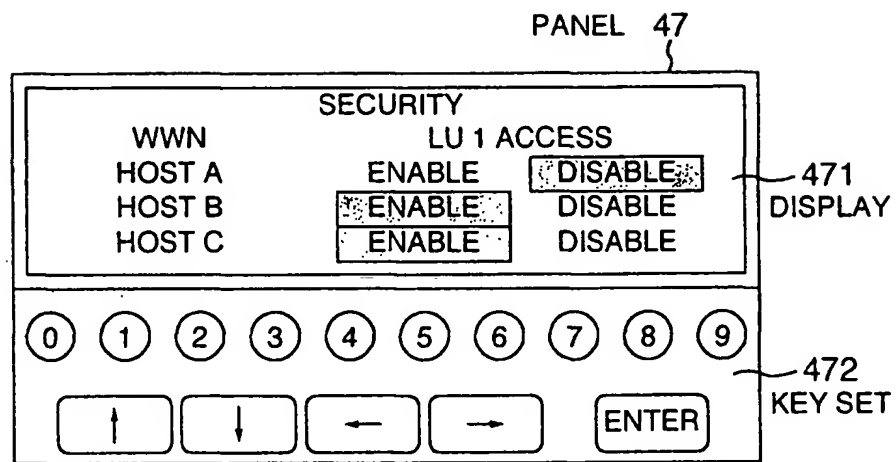 PANEL 47
SECURITY
WWN LU 1 ACCESS
HOST A ENABLE DISABLE
HOST B ENABLE DISABLE
HOST C ENABLE DISABLE
471
DISPLAY
0 1 2 3 4 5 6 7 8 9
472
KEY SET
↑ ↓ ← → ENTER